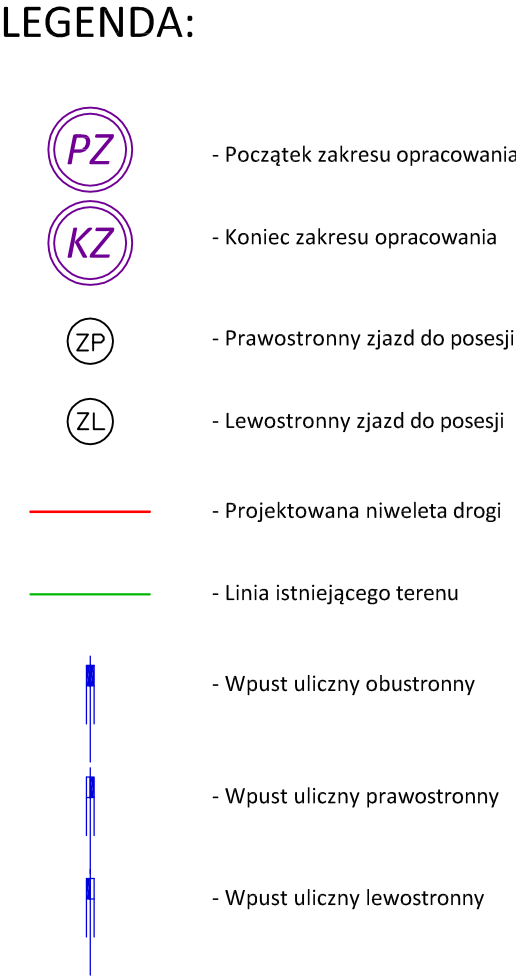 LEGENDA:
PZ - Początek zakresu opracowania
KZ - Koniec zakresu opracowania
ZP - Prawostronny zjazd do posesji
ZL - Lewostronny zjazd do posesji
- Projektowana niweleta drogi
- Linia istniejącego terenu
- Wpust uliczny obustronny
- Wpust uliczny prawostronny
- Wpust uliczny lewostronny